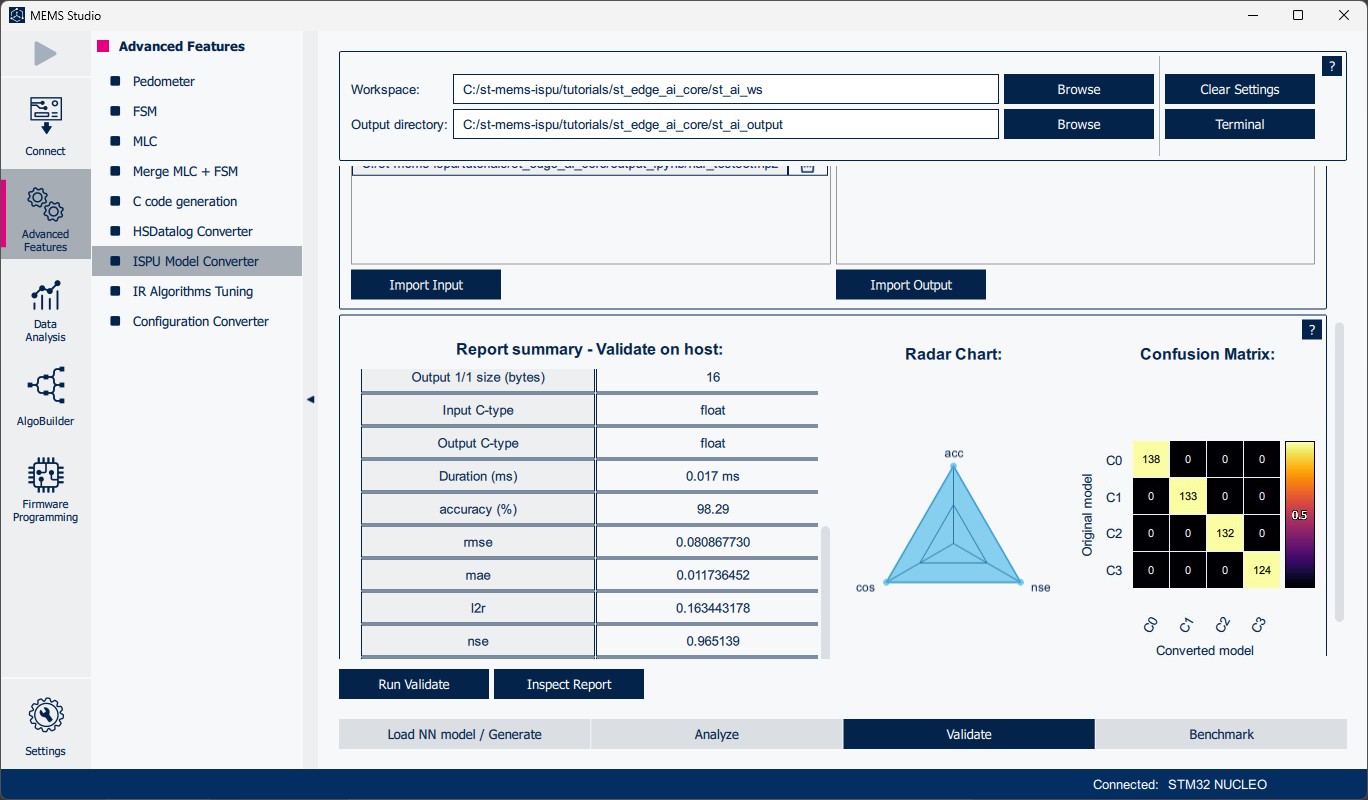 MEMS Studio
Advanced Features
Pedometer
FSM
MLC
Merge MLC + FSM
C code generation
HSDatalog Converter
ISPU Model Converter
IR Algorithms Tuning
Configuration Converter
Connect
Advanced
Features
Data
Analysis
AlgoBuilder
Firmware
Programming
Settings
?
Workspace: C:/st-mems-ispu/tutorials/st_edge_ai_core/st_ai_ws Browse Clear Settings
Output directory: C:/st-mems-ispu/tutorials/st_edge_ai_core/st_ai_output Browse Terminal
Import Input Import Output
?
Report summary - Validate on host:
Output 1/1 size (bytes) 16
Input C-type float
Output C-type float
Duration (ms) 0.017 ms
accuracy (%) 98.29
rmse 0.080867730
mae 0.011736452
l2r 0.163443178
nse 0.965139
Radar Chart:
acc
cos nse
Confusion Matrix:
Original model
C0 138 0 0 0
C1 0 133 0 0
C2 0 0 132 0
C3 0 0 0 124
0.5
C0 C1 C2 C3
Converted model
Run Validate Inspect Report
Load NN model / Generate Analyze Validate Benchmark
Connected: STM32 NUCLEO